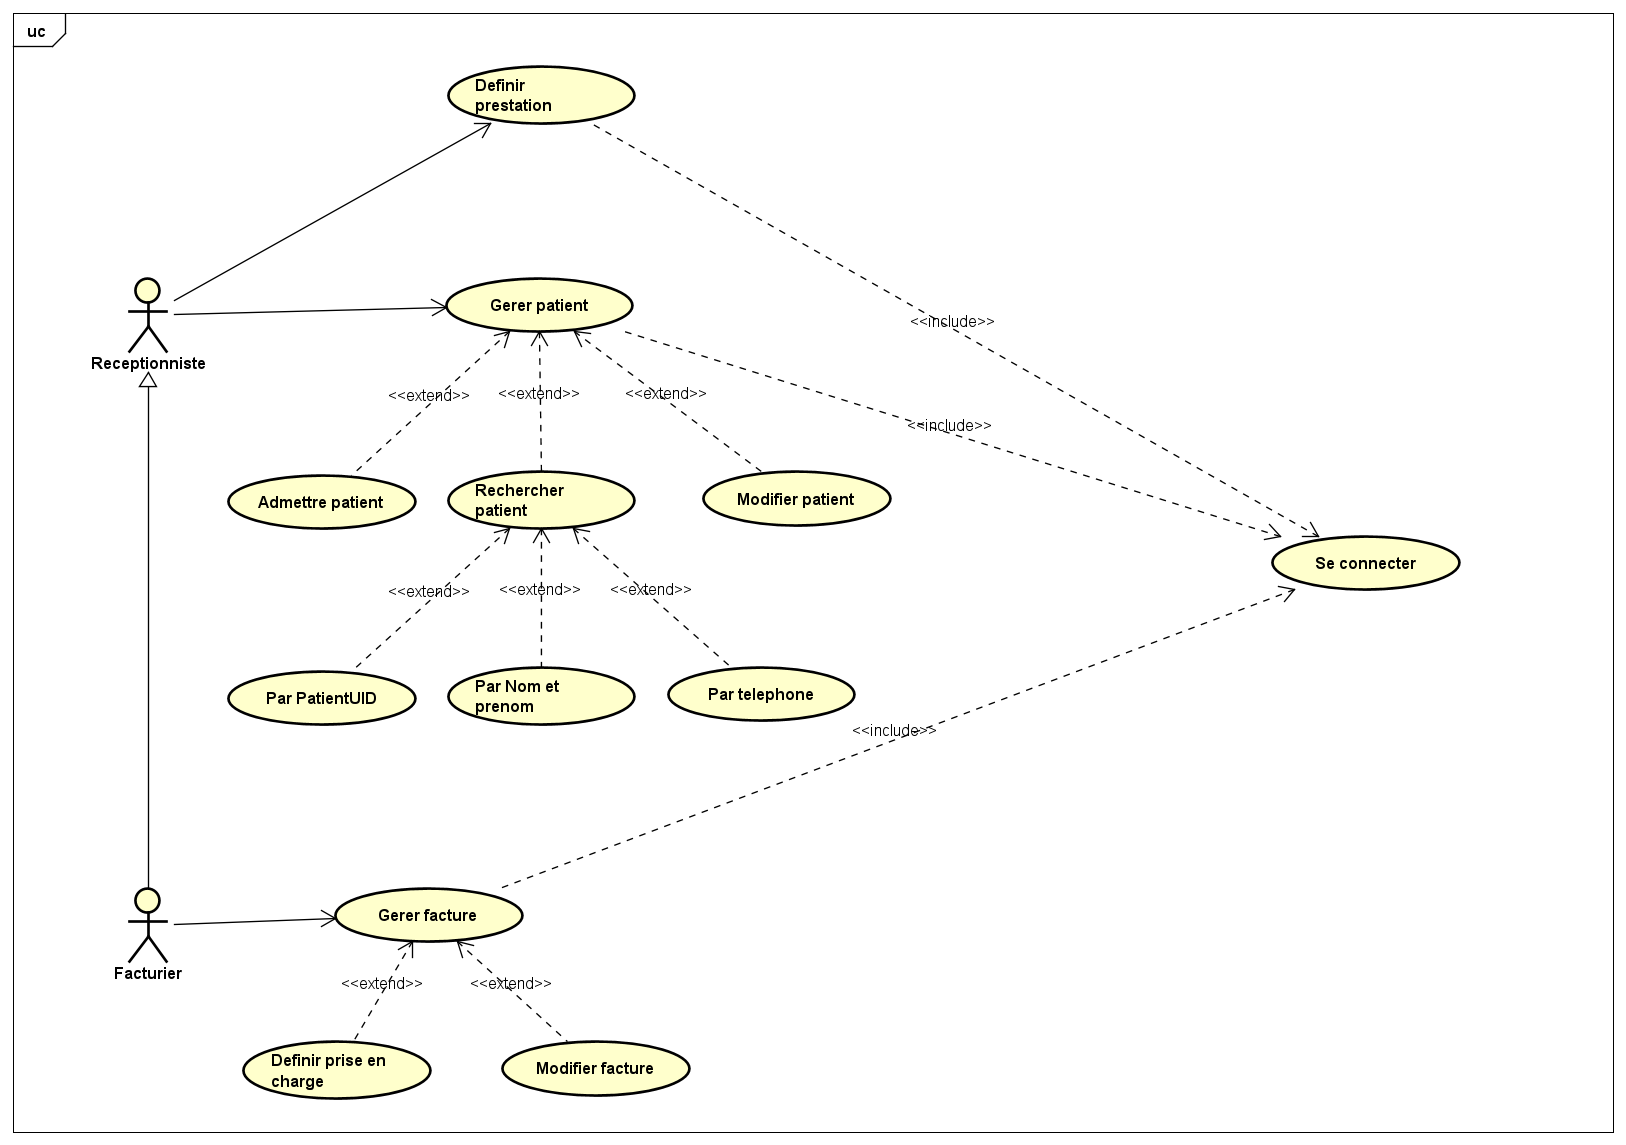 uc
Definir
prestation
<<include>>
Gerer patient
Receptionniste
<<extend>>
<<extend>>
<<extend>>
<<include>>
Admettre patient
Rechercher
patient
Modifier patient
Se connecter
<<extend>>
<<extend>>
<<extend>>
Par PatientUID
Par Nom et
prenom
Par telephone
<<include>>
Gerer facture
Facturier
<<extend>>
<<extend>>
Definir prise en
charge
Modifier facture